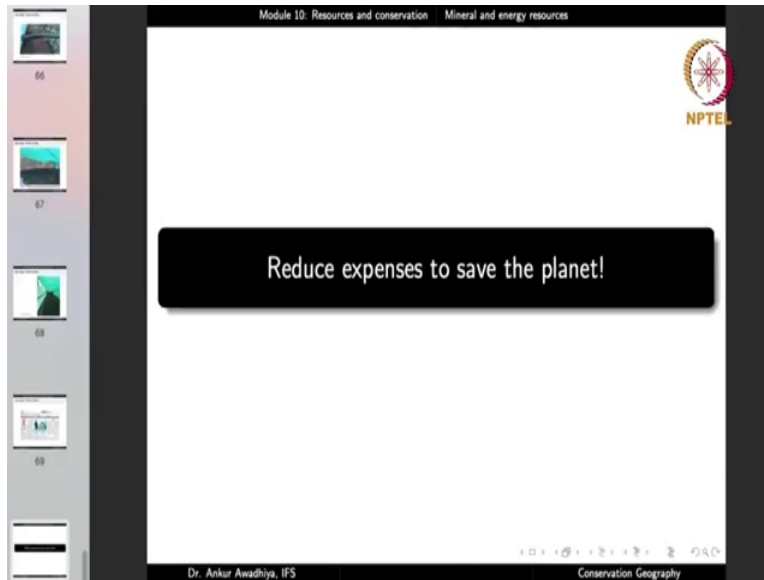 Module 10: Resources and conservation Mineral and energy resources
NPTEL
66
67
68
69
Reduce expenses to save the planet!
Dr. Ankur Awadhiya, IFS Conservation Geography